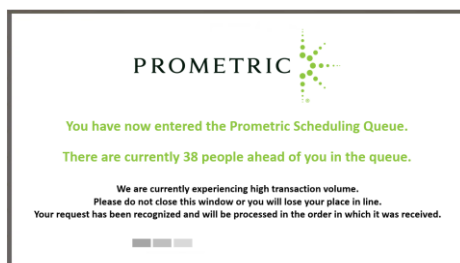 PROMETRIC
You have now entered the Prometric Scheduling Queue.
There are currently 38 people ahead of you in the queue.
We are currently experiencing high transaction volume.
Please do not close this window or you will lose your place in line.
Your request has been recognized and will be processed in the order in which it was received.